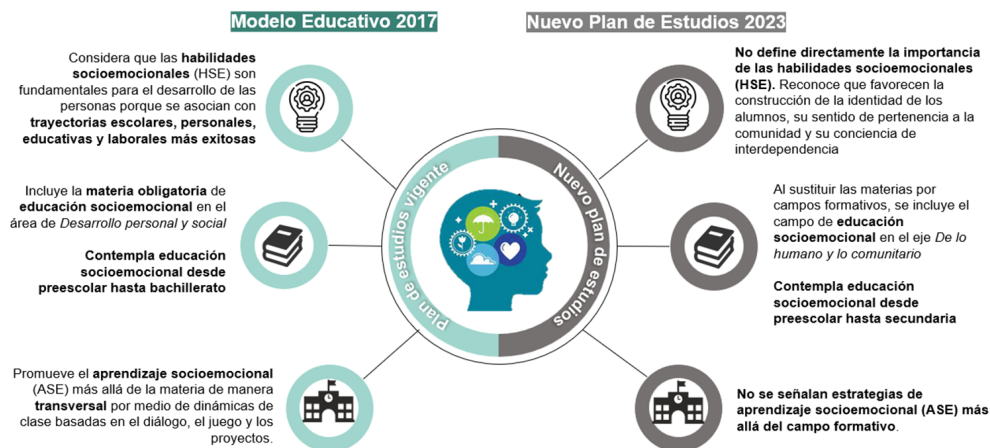 Modelo Educativo 2017
Nuevo Plan de Estudios 2023
Considera que las habilidades
socioemocionales (HSE) son
fundamentales para el desarrollo de las
personas porque se asocian con
trayectorias escolares, personales,
educativas y laborales más exitosas
No define directamente la importancia
de las habilidades socioemocionales
(HSE). Reconoce que favorecen la
construcción de la identidad de los
alumnos, su sentido de pertenencia a la
comunidad y su conciencia de
interdependencia
Plan de estudios vigente
Nuevo plan de estudios
Incluye la materia obligatoria de
educación socioemocional en el
área de Desarrollo personal y social
Contempla educación
socioemocional desde
preescolar hasta bachillerato
Al sustituir las materias por
campos formativos, se incluye el
campo de educación
socioemocional en el eje De lo
humano y lo comunitario
Contempla educación
socioemocional desde
preescolar hasta secundaria
Promueve el aprendizaje socioemocional
(ASE) más allá de la materia de manera
transversal por medio de dinámicas de
clase basadas en el diálogo, el juego y los
proyectos.
No se señalan estrategias de
aprendizaje socioemocional (ASE) más
allá del campo formativo.